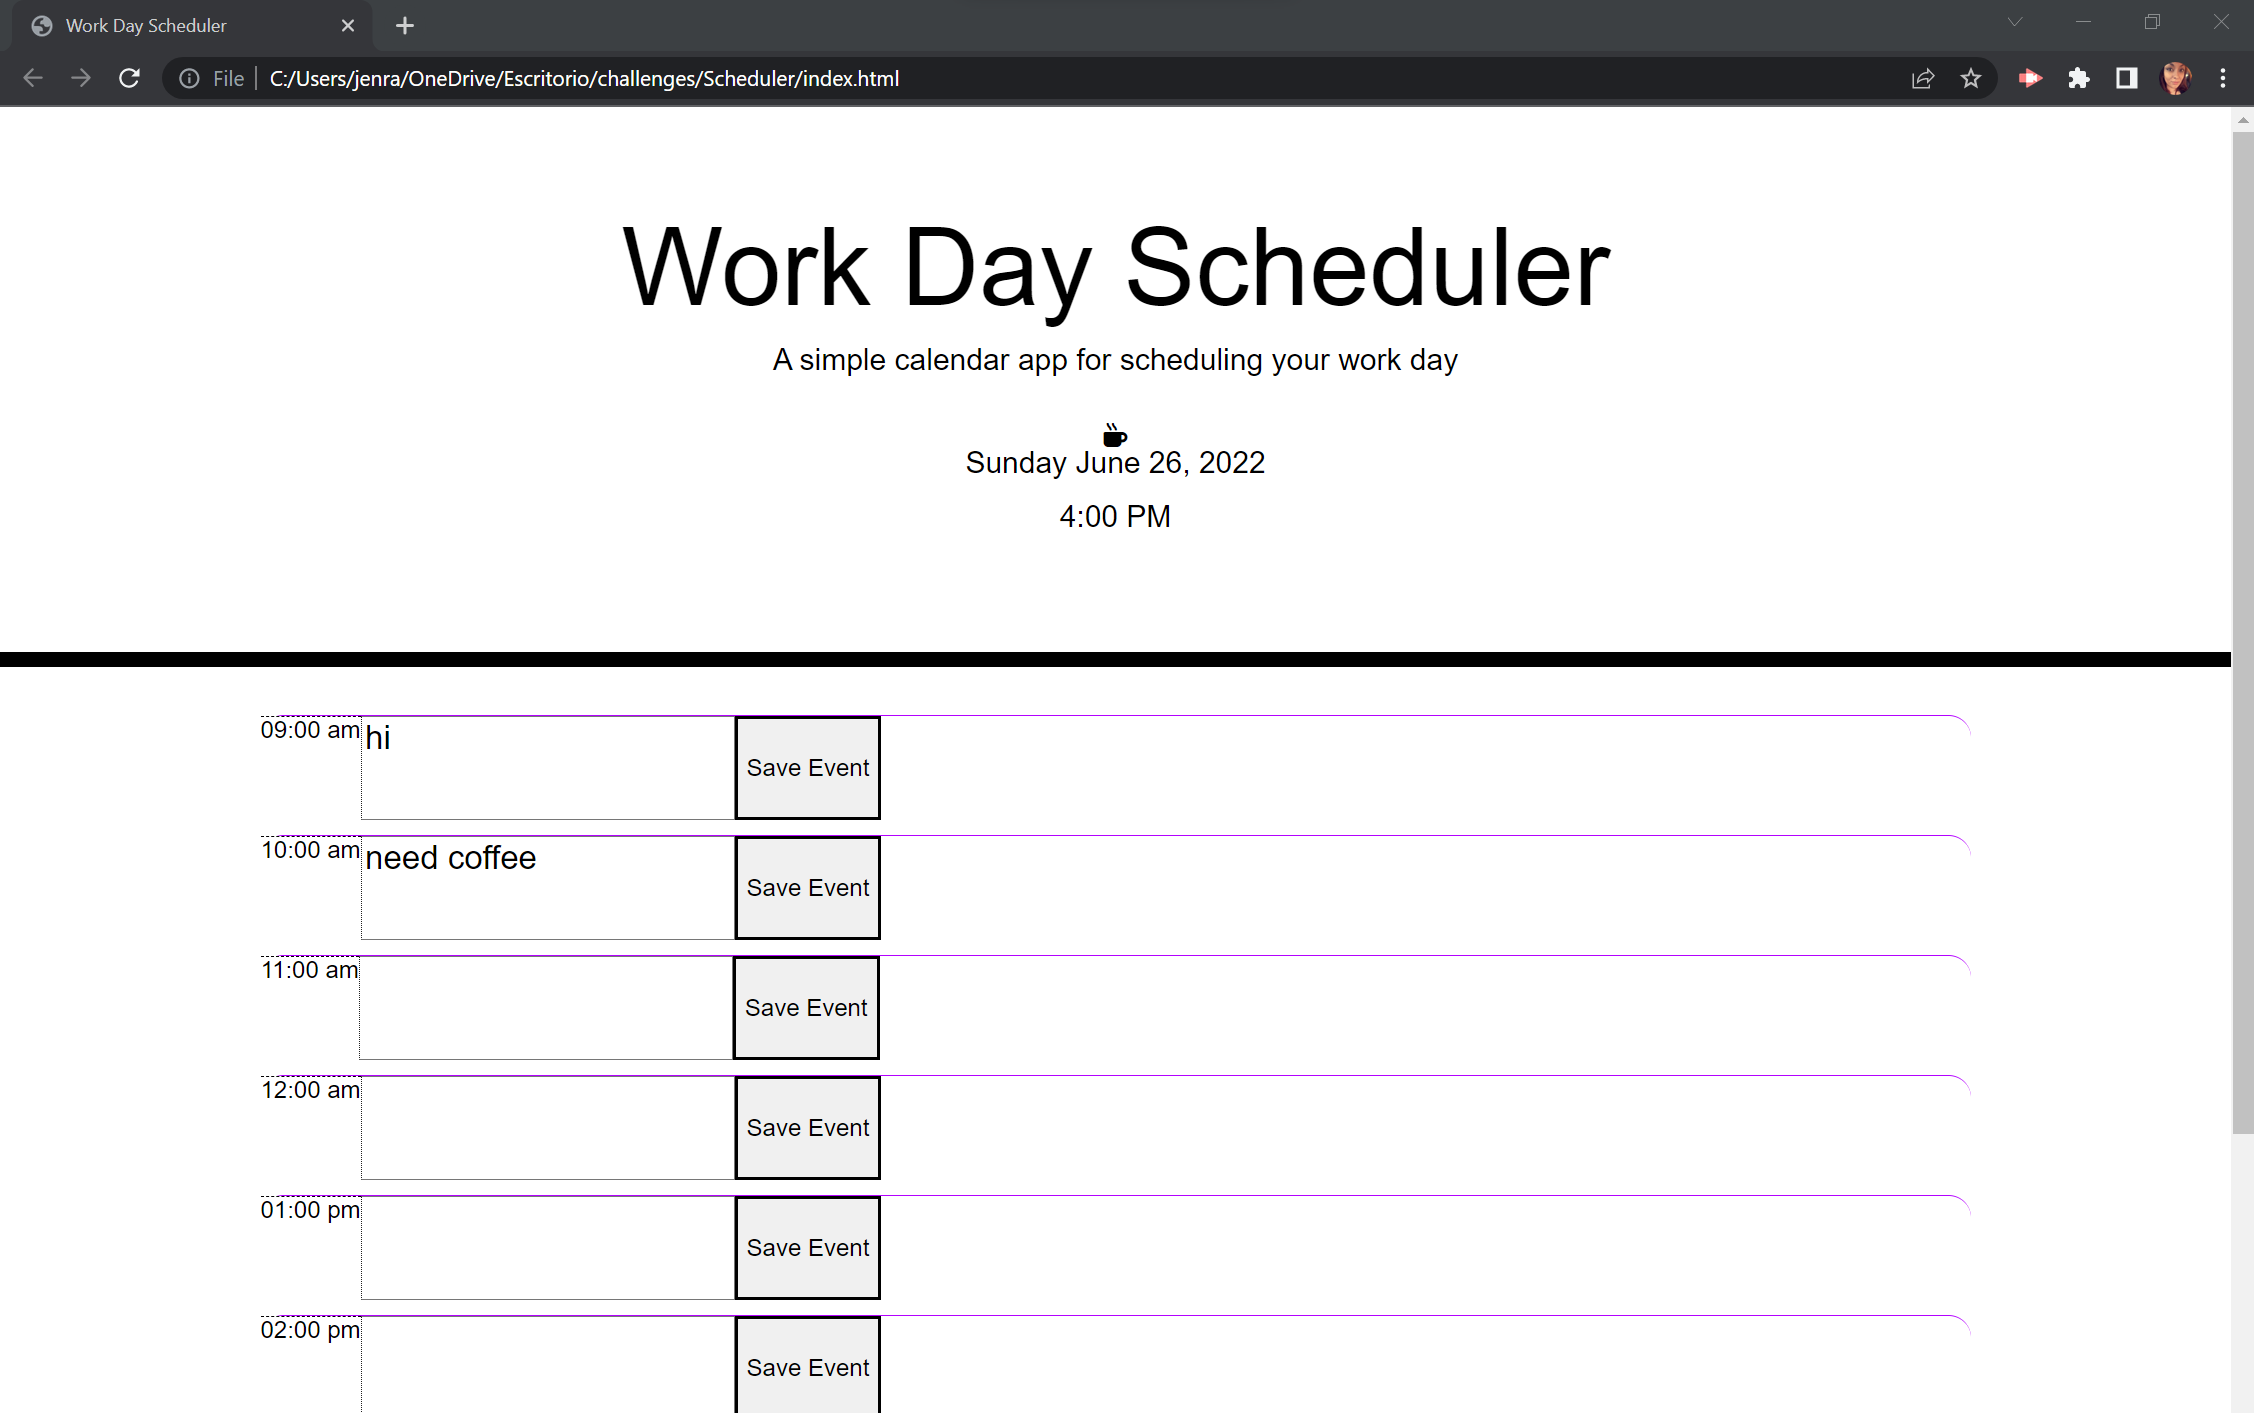 Work Day Scheduler
File C:/Users/jenra/OneDrive/Escritorio/challenges/Scheduler/index.html
Work Day Scheduler
A simple calendar app for scheduling your work day
Sunday June 26, 2022
4:00 PM
09:00 am hi Save Event
10:00 am need coffee Save Event
11:00 am Save Event
12:00 am Save Event
01:00 pm Save Event
02:00 pm Save Event